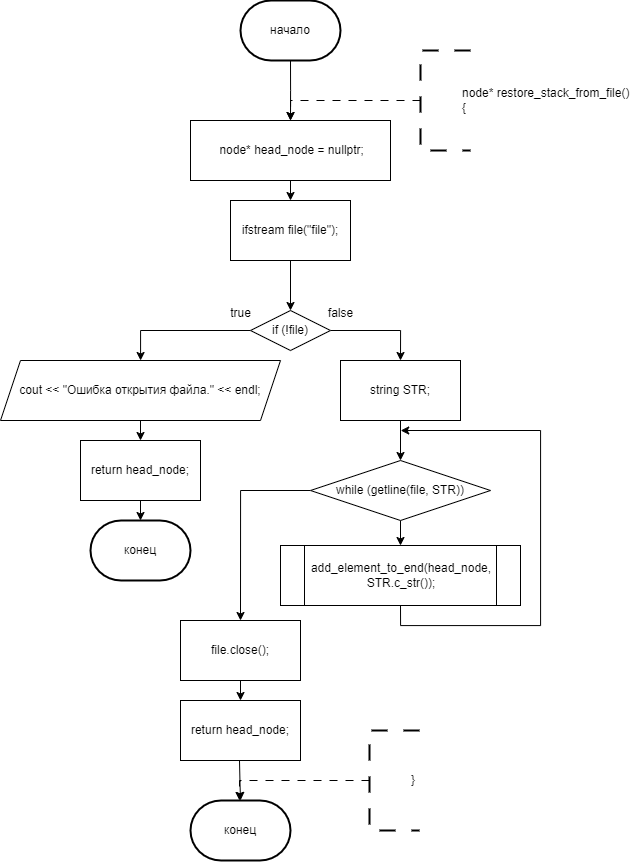 начало
node* restore_stack_from_file()
{
node* head_node = nullptr;
ifstream file("file");
true
false
if (!file)
cout << "Ошибка открытия файла." << endl;
string STR;
return head_node;
while (getline(file, STR))
конец
add_element_to_end(head_node,
STR.c_str());
file.close();
return head_node;
}
конец